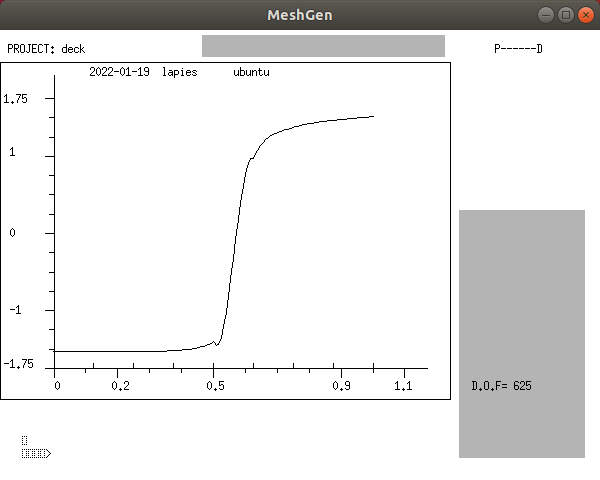 MeshGen
PROJECT: deck
P------D
2022-01-19 lapies ubuntu
1.75
1
0
-1
-1.75
0 0.2 0.5 0.9 1.1
D.O.F= 625
>